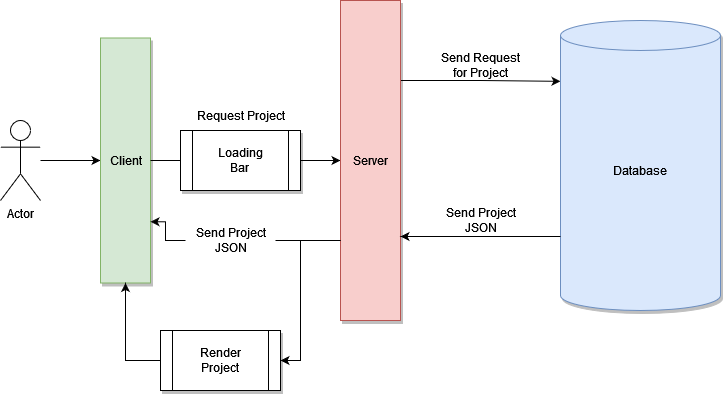 Send Request
for Project
Request Project
Client
Loading
Bar
Server
Database
Actor
Send Project
JSON
Send Project
JSON
Render
Project